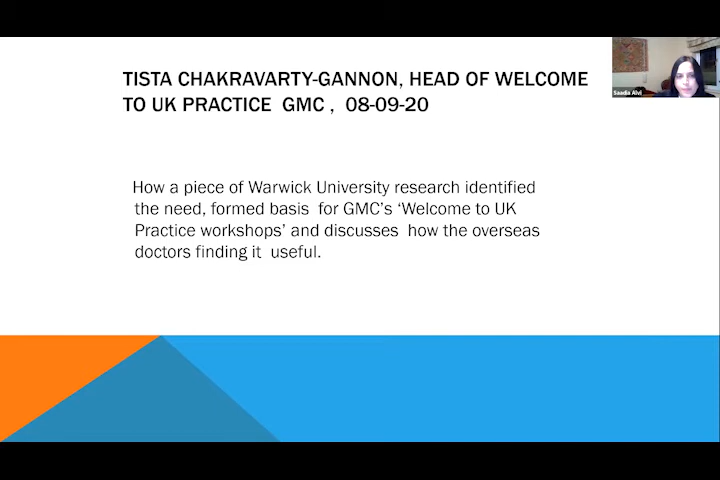 TISTA CHAKRAVARTY-GANNON, HEAD OF WELCOME
TO UK PRACTICE GMC , 08-09-20
How a piece of Warwick University research identified
the need, formed basis for GMC's 'Welcome to UK
Practice workshops' and discusses how the overseas
doctors finding it useful.
Saadia Alvi